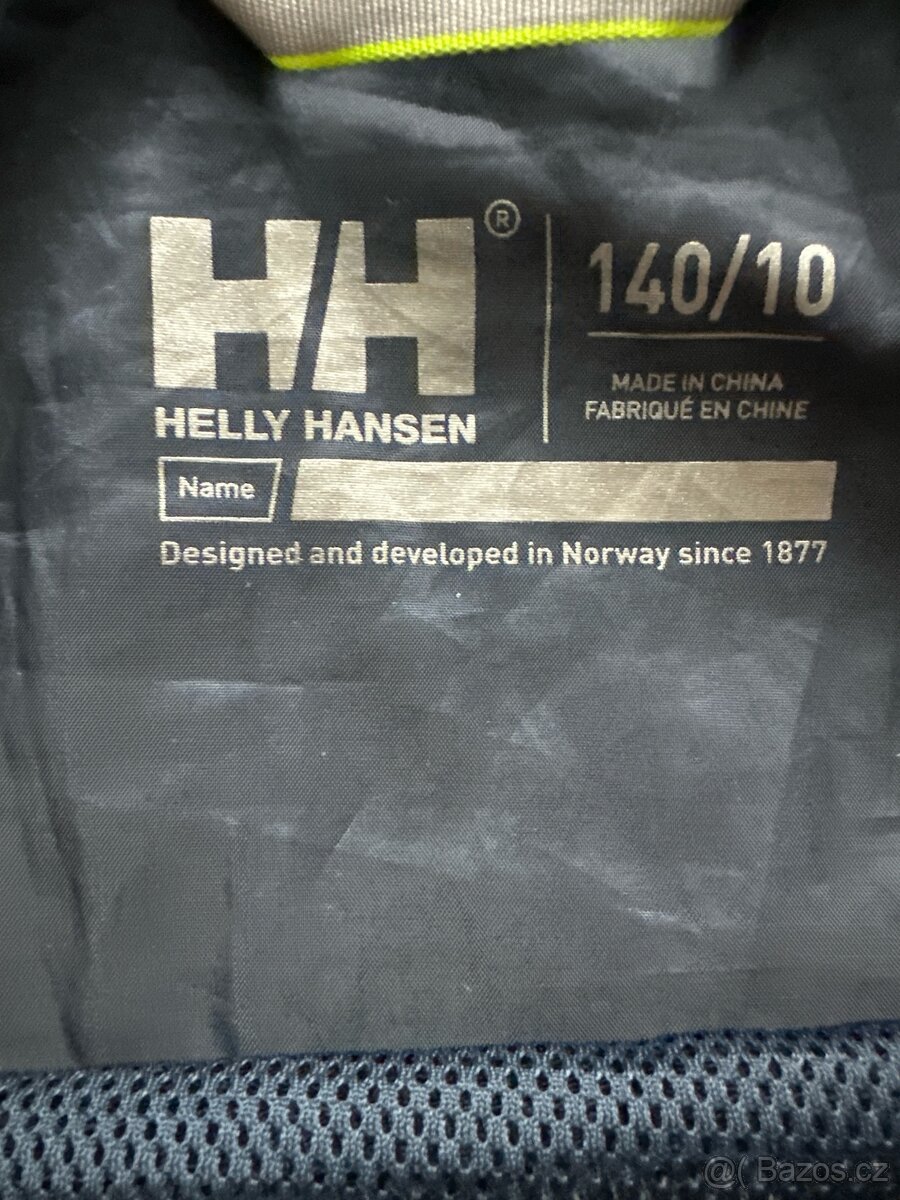 HH®
HELLY HANSEN
140/10
MADE IN CHINA
FABRIQUÉ EN CHINE
Name
Designed and developed in Norway since 1877
@( Bazos.cz